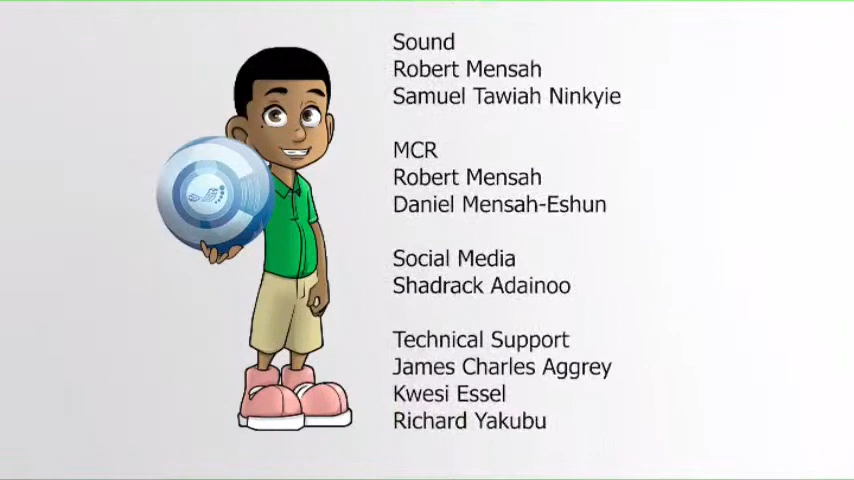 Sound
Robert Mensah
Samuel Tawiah Ninkyie
MCR
Robert Mensah
Daniel Mensah-Eshun
Social Media
Shadrack Adainoo
Technical Support
James Charles Aggrey
Kwesi Essel
Richard Yakubu